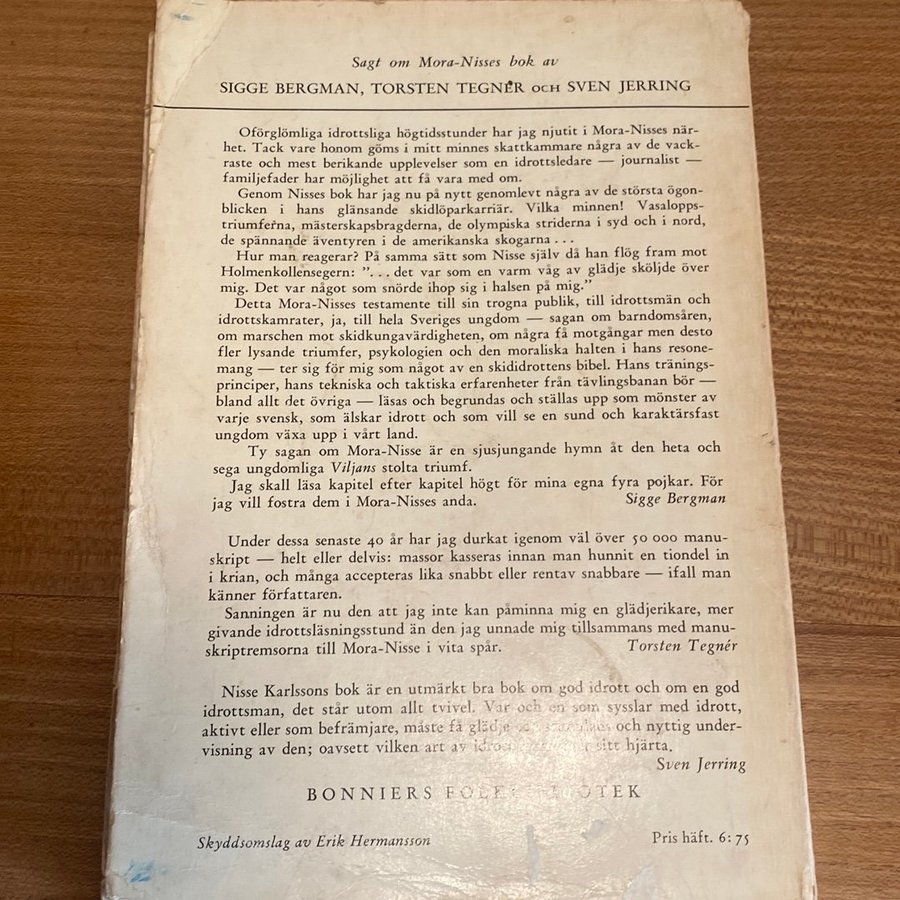 Sagt om Mora-Nisses bok av
SIGGE BERGMAN, TORSTEN TEGNÉR OCH SVEN JERRING
Oförglömliga idrottsliga högtidsstunder har jag njutit i Mora-Nisses när-
het. Tack vare honom göms i mitt minnes skattkammare några av de vack-
raste och mest berikande upplevelser som en idrottsledare — journalist —
familjefader har möjlighet att få vara med om.
Genom Nisses bok har jag nu på nytt genomlevt några av de största ögon-
blicken i hans glänsande skidlöparkarriär. Vilka minnen! Vasalopps-
triumferna, mästerskapsbragderna, de olympiska striderna i syd och i nord,
de spännande äventyren i de amerikanska skogarna ...
Hur man reagerar? På samma sätt som Nisse själv då han flög fram mot
Holmenkollensegern: ”...det var som en varm våg av glädje sköljde över
mig. Det var något som snörde ihop sig i halsen på mig.”
Detta Mora-Nisses testamente till sin trogna publik, till idrottsmän och
idrottskamrater, ja, till hela Sveriges ungdom — sagan om barndomsåren,
om marschen mot skidkungavärdigheten, om några få motgångar men desto
fler lysande triumfer, psykologien och den moraliska halten i hans resone-
mang — ter sig för mig som något av en skididrottens bibel. Hans tränings-
principer, hans tekniska och taktiska erfarenheter från tävlingsbanan bör —
bland allt det övriga — läsas och begrundas och ställas upp som mönster av
varje svensk, som älskar idrott och som vill se en sund och karaktärsfast
ungdom växa upp i vårt land.
Ty sagan om Mora-Nisse är en sjusjungande hymn åt den heta och
sega ungdomliga Viljans stolta triumf.
Jag skall läsa kapitel efter kapitel högt för mina egna fyra pojkar. För
jag vill fostra dem i Mora-Nisses anda. Sigge Bergman
Under dessa senaste 40 år har jag durkat igenom väl över 50 000 manu-
skript — helt eller delvis: massor kasseras innan man hunnit en tiondel in
i krian, och många accepteras lika snabbt eller rentav snabbare — ifall man
känner författaren.
Sanningen är nu den att jag inte kan påminna mig en glädjerikare, mer
givande idrottsläsningsstund än den jag unnade mig tillsammans med manu-
skriptremsorna till Mora-Nisse i vita spår. Torsten Tegnér
Nisse Karlssons bok är en utmärkt bra bok om god idrott och om en god
idrottsman, det står utom allt tvivel. Var och en som sysslar med idrott,
aktivt eller som befrämjare, måste få glädje och nyttig under-
visning av den; oavsett vilken art av sitt hjärta.
Sven Jerring
BONNIERS FOLKBIBLIOTEK
Skyddsomslag av Erik Hermansson Pris häft. 6: 75